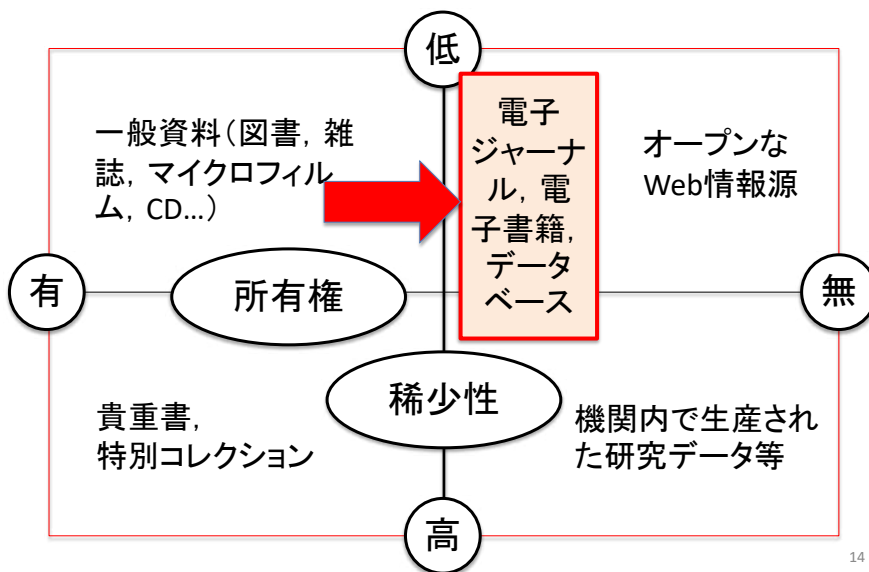 低
一般資料（図書, 雑
誌, マイクロフィル
ム, CD…）
電子
ジャーナ
ル, 電
子書籍,
データ
ベース
オープンな
Web情報源
有
所有権
無
稀少性
貴重書,
特別コレクション
機関内で生産され
た研究データ等
高
14